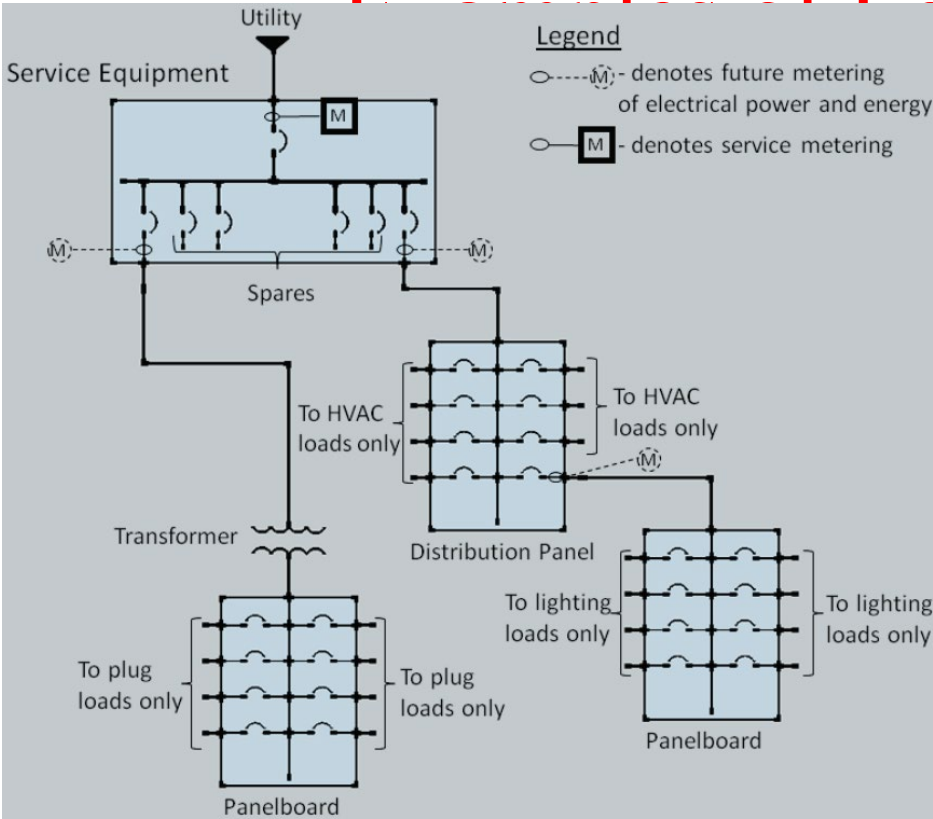 Utility
Service Equipment
M
M
M
Spares
Legend
M - denotes future metering
of electrical power and energy
M - denotes service metering
To HVAC
loads only
To HVAC
loads only
M
Distribution Panel
Transformer
To plug
loads only
To plug
loads only
Panelboard
To lighting
loads only
To lighting
loads only
Panelboard